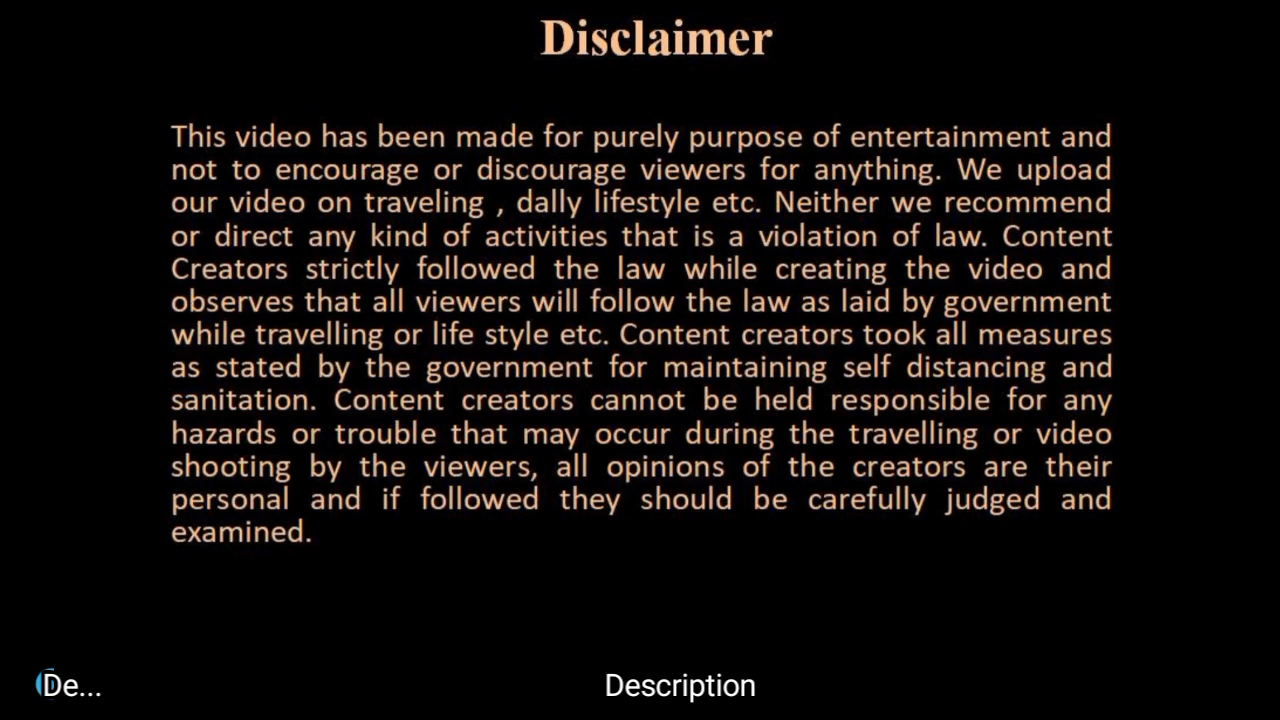 Disclaimer
This video has been made for purely purpose of entertainment and
not to encourage or discourage viewers for anything. We upload
our video on traveling , dally lifestyle etc. Neither we recommend
or direct any kind of activities that is a violation of law. Content
Creators strictly followed the law while creating the video and
observes that all viewers will follow the law as laid by government
while travelling or life style etc. Content creators took all measures
as stated by the government for maintaining self distancing and
sanitation. Content creators cannot be held responsible for any
hazards or trouble that may occur during the travelling or video
shooting by the viewers, all opinions of the creators are their
personal and if followed they should be carefully judged and
examined.
De... Description